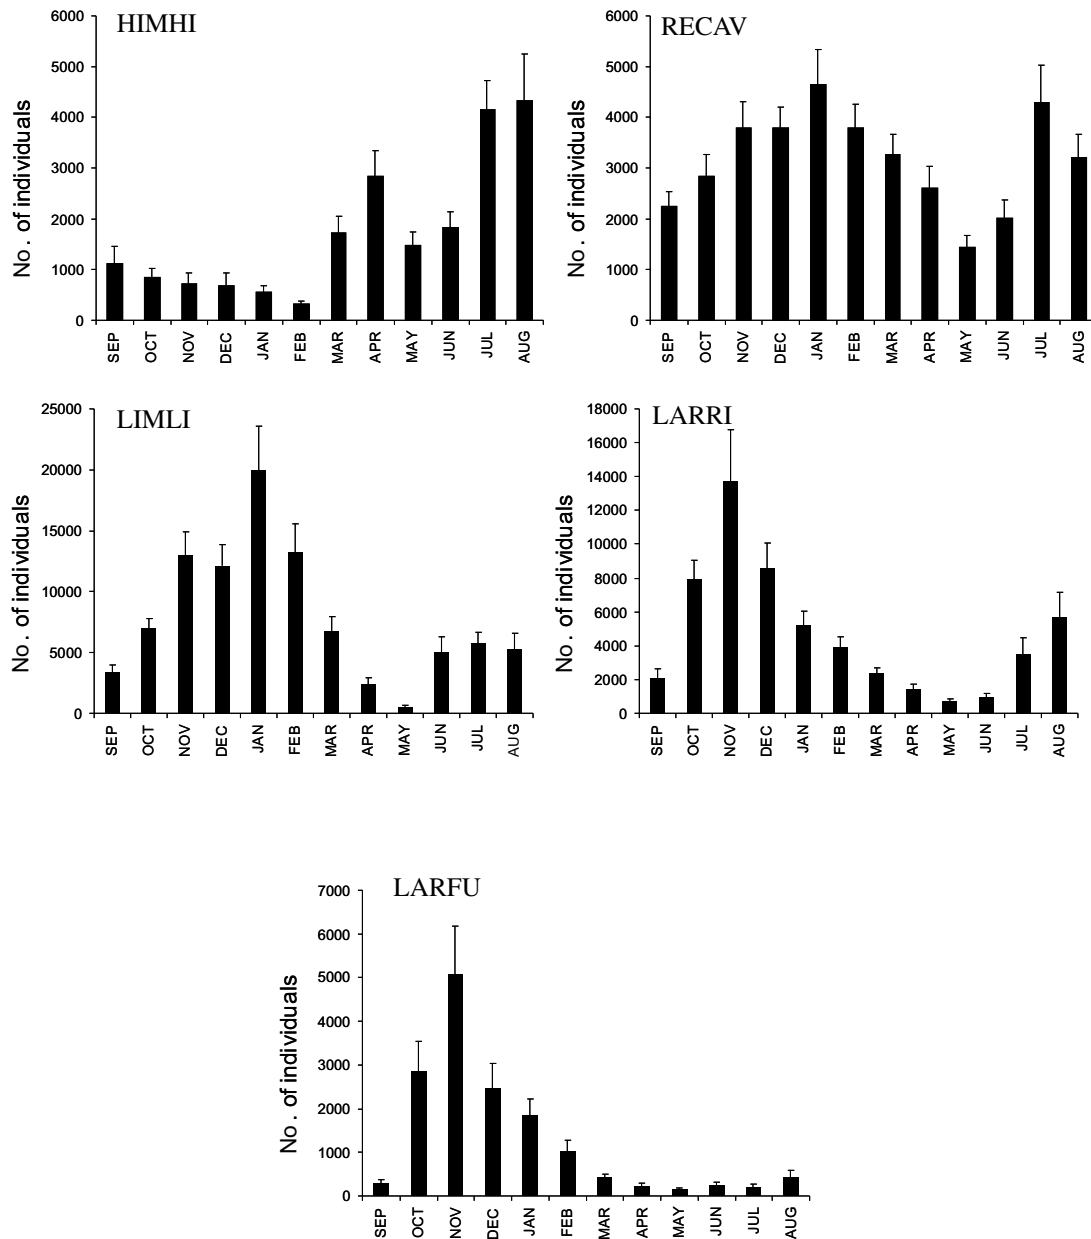 HIMHI
No. of individuals
6000
5000
4000
3000
2000
1000
0
SEP OCT NOV DEC JAN FEB MAR APR MAY JUN JUL AUG
RECAV
No. of individuals
6000
5000
4000
3000
2000
1000
0
SEP OCT NOV DEC JAN FEB MAR APR MAY JUN JUL AUG
LIMLI
No. of individuals
25000
20000
15000
10000
5000
0
SEP OCT NOV DEC JAN FEB MAR APR MAY JUN JUL AUG
LARRI
No. of individuals
18000
16000
14000
12000
10000
8000
6000
4000
2000
0
SEP OCT NOV DEC JAN FEB MAR APR MAY JUN JUL AUG
LARFU
No. of individuals
7000
6000
5000
4000
3000
2000
1000
0
SEP OCT NOV DEC JAN FEB MAR APR MAY JUN JUL AUG